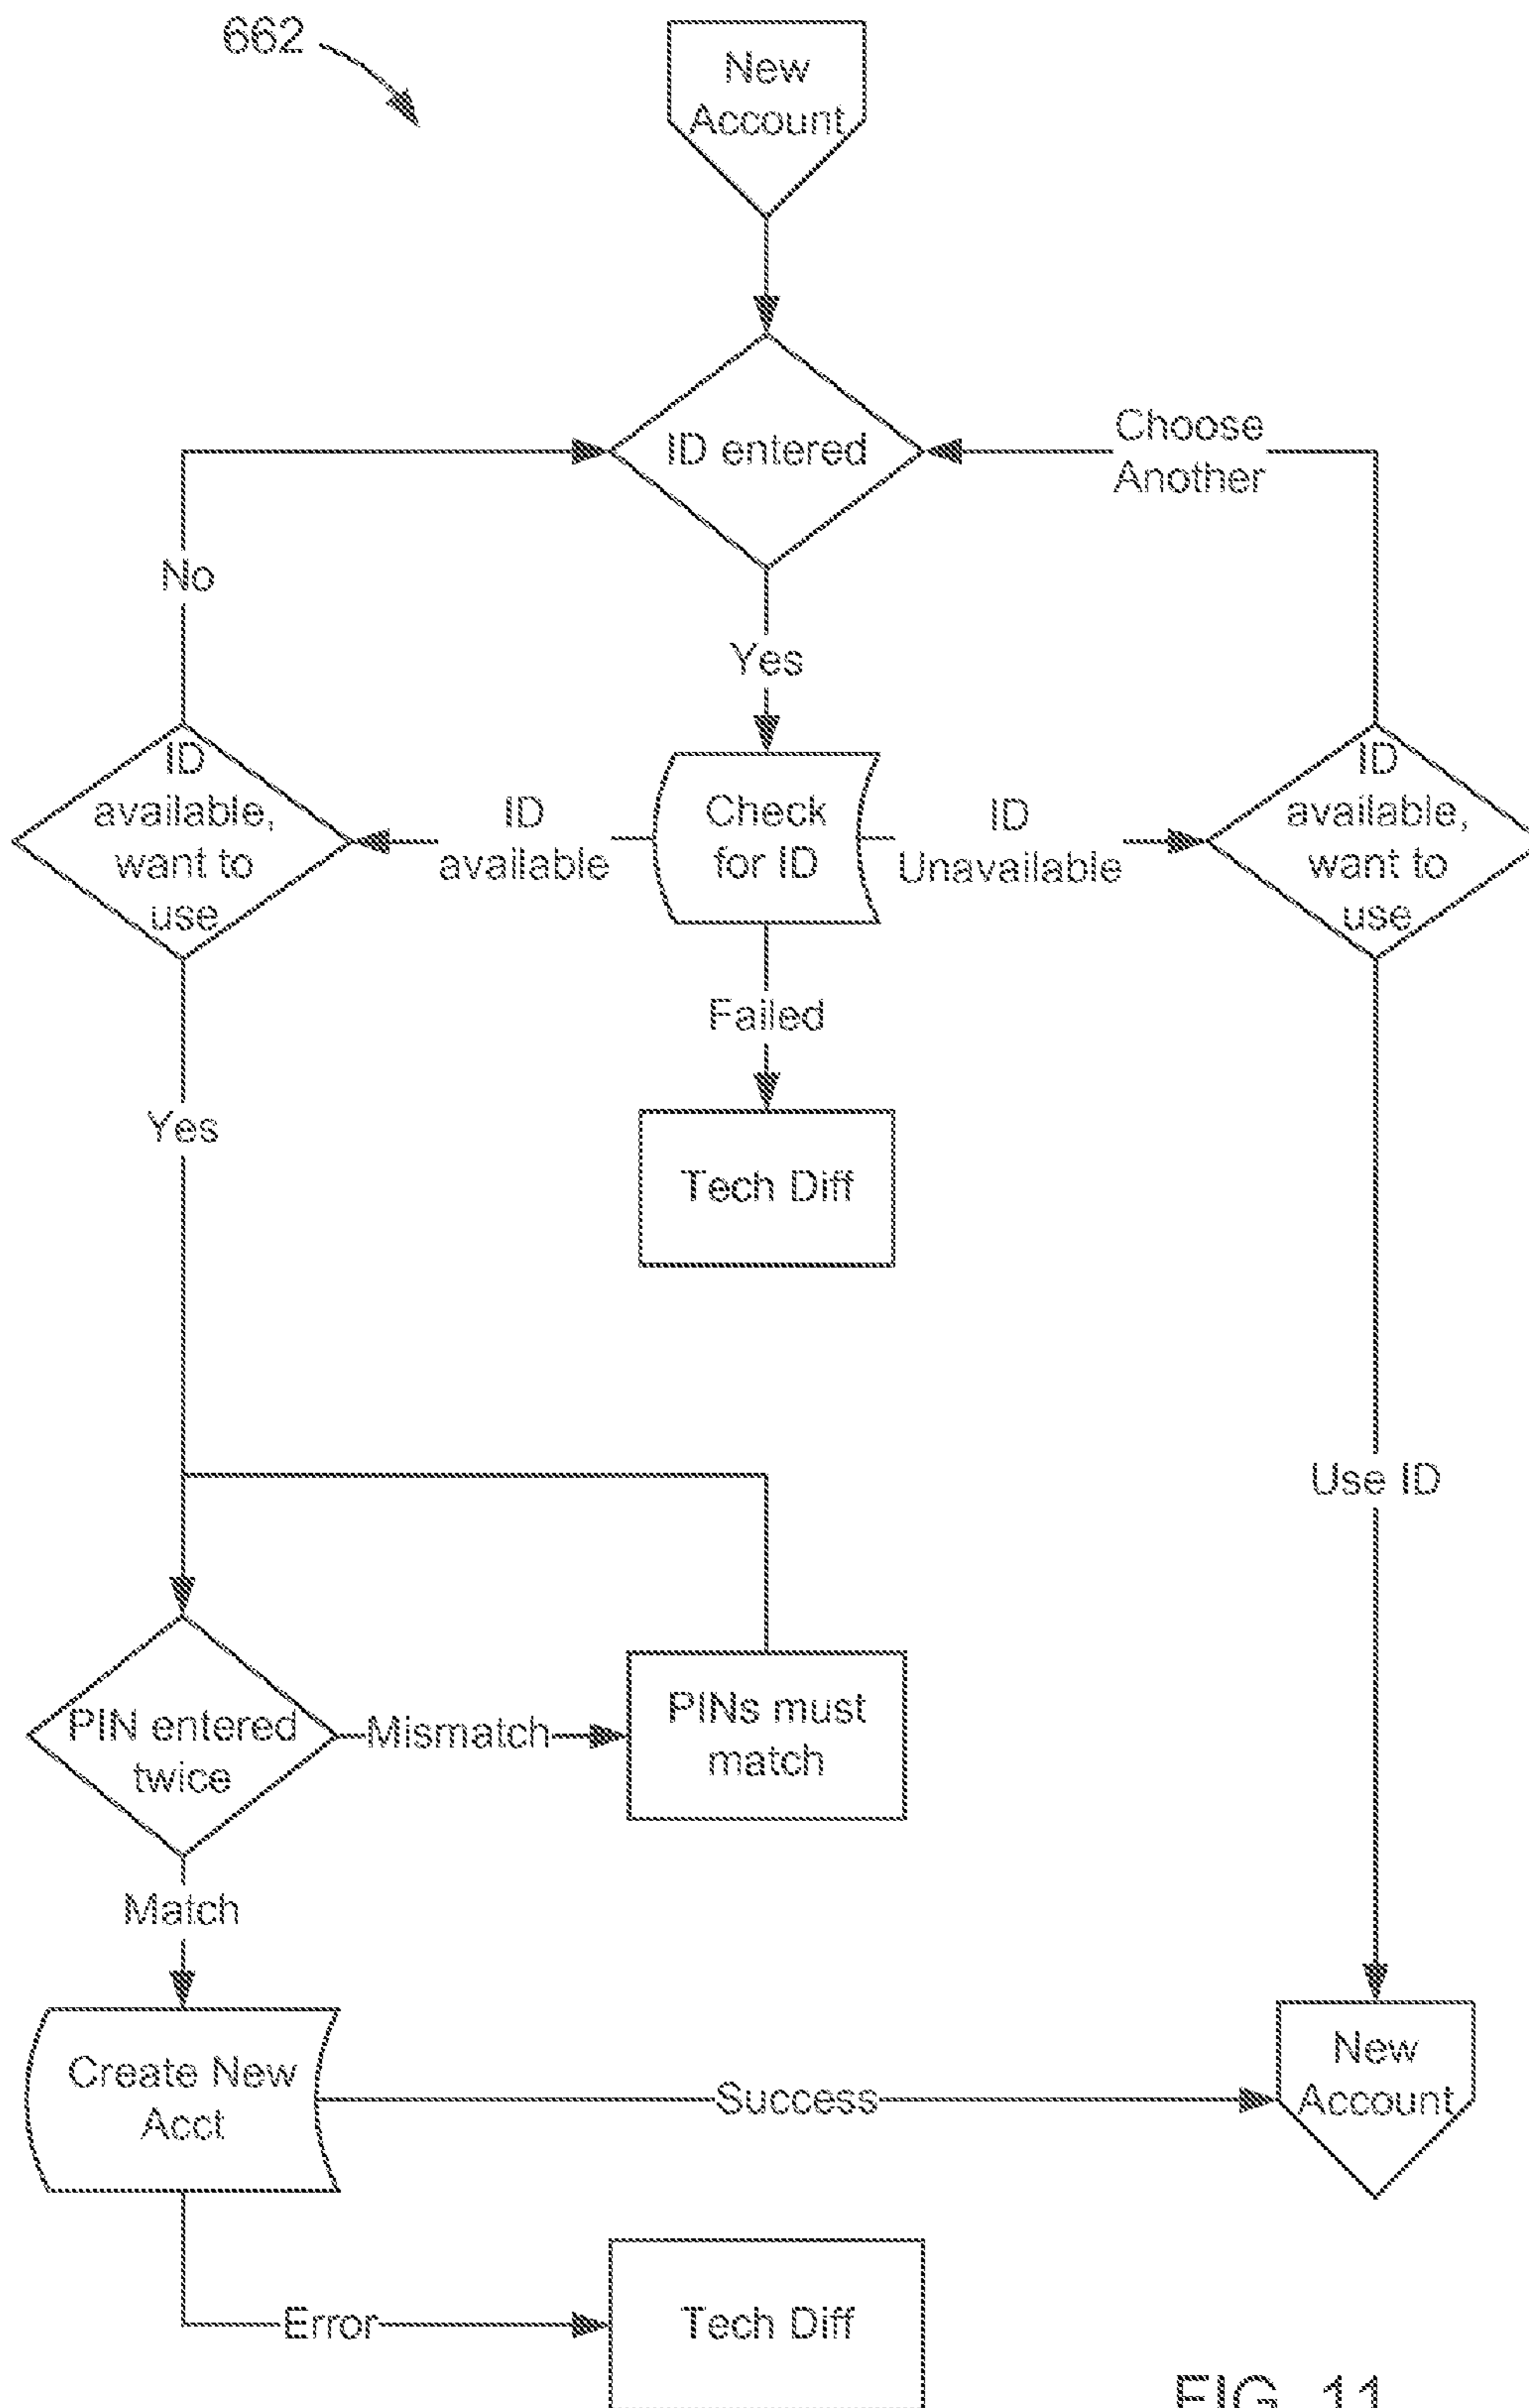 662
New
Account
ID entered
Choose
Another
No
Yes
ID
available,
want to
use
ID
available
Check
for ID
ID
Unavailable
ID
available,
want to
use
Failed
Yes
Tech Diff
Use ID
PIN entered
twice
Mismatch
PINs must
match
Match
Create New
Acct
Success
New
Account
Error
Tech Diff
FIG. 11